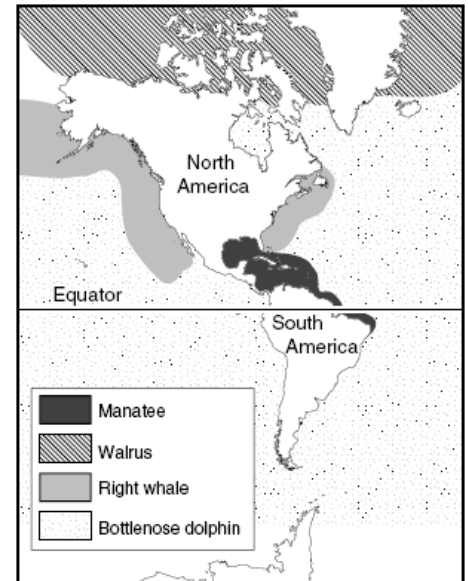 North
America
Equator
South
America
Manatee
Walrus
Right whale
Bottlenose dolphin